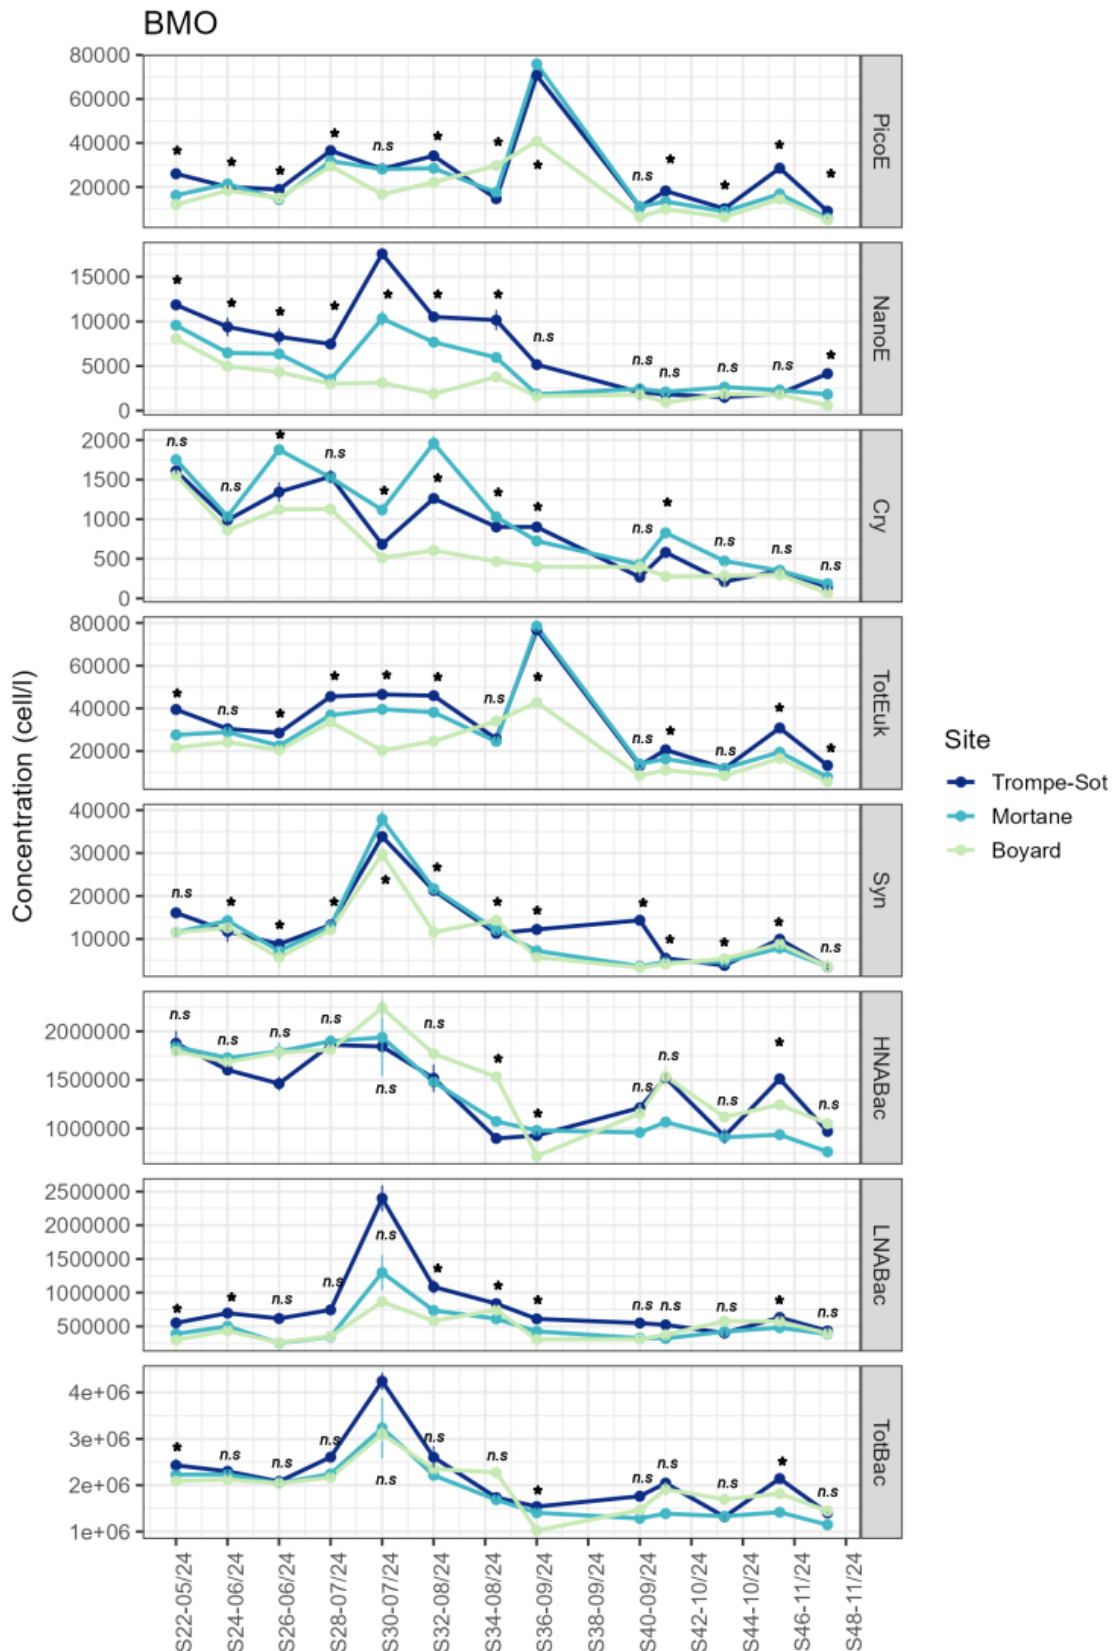 BMO
80000
60000
40000
20000
* * * * n.s * * * n.s * * * *
PicoE
15000
10000
5000
0
* * * * * * * n.s n.s n.s n.s n.s *
NanoE
2000
1500
1000
500
0
n.s n.s * n.s * * * * n.s * n.s n.s n.s
Cry
80000
60000
40000
20000
* n.s * * * * n.s * n.s * n.s * *
TotEuk
40000
30000
20000
10000
n.s * * * * * * * * * * * n.s
Syn
2000000
1500000
1000000
n.s n.s n.s n.s n.s n.s * * n.s n.s n.s * n.s
HNABac
2500000
2000000
1500000
1000000
500000
* * n.s n.s n.s * * * n.s n.s n.s * n.s
LNABac
4e+06
3e+06
2e+06
1e+06
* n.s n.s n.s n.s n.s n.s * n.s n.s n.s * n.s
TotBac
Concentration (cell/l)
S22-05/24
S24-06/24
S26-06/24
S28-07/24
S30-07/24
S32-08/24
S34-08/24
S36-09/24
S38-09/24
S40-09/24
S42-10/24
S44-10/24
S46-11/24
S48-11/24
Site
Trompe-Sot
Mortane
Boyard